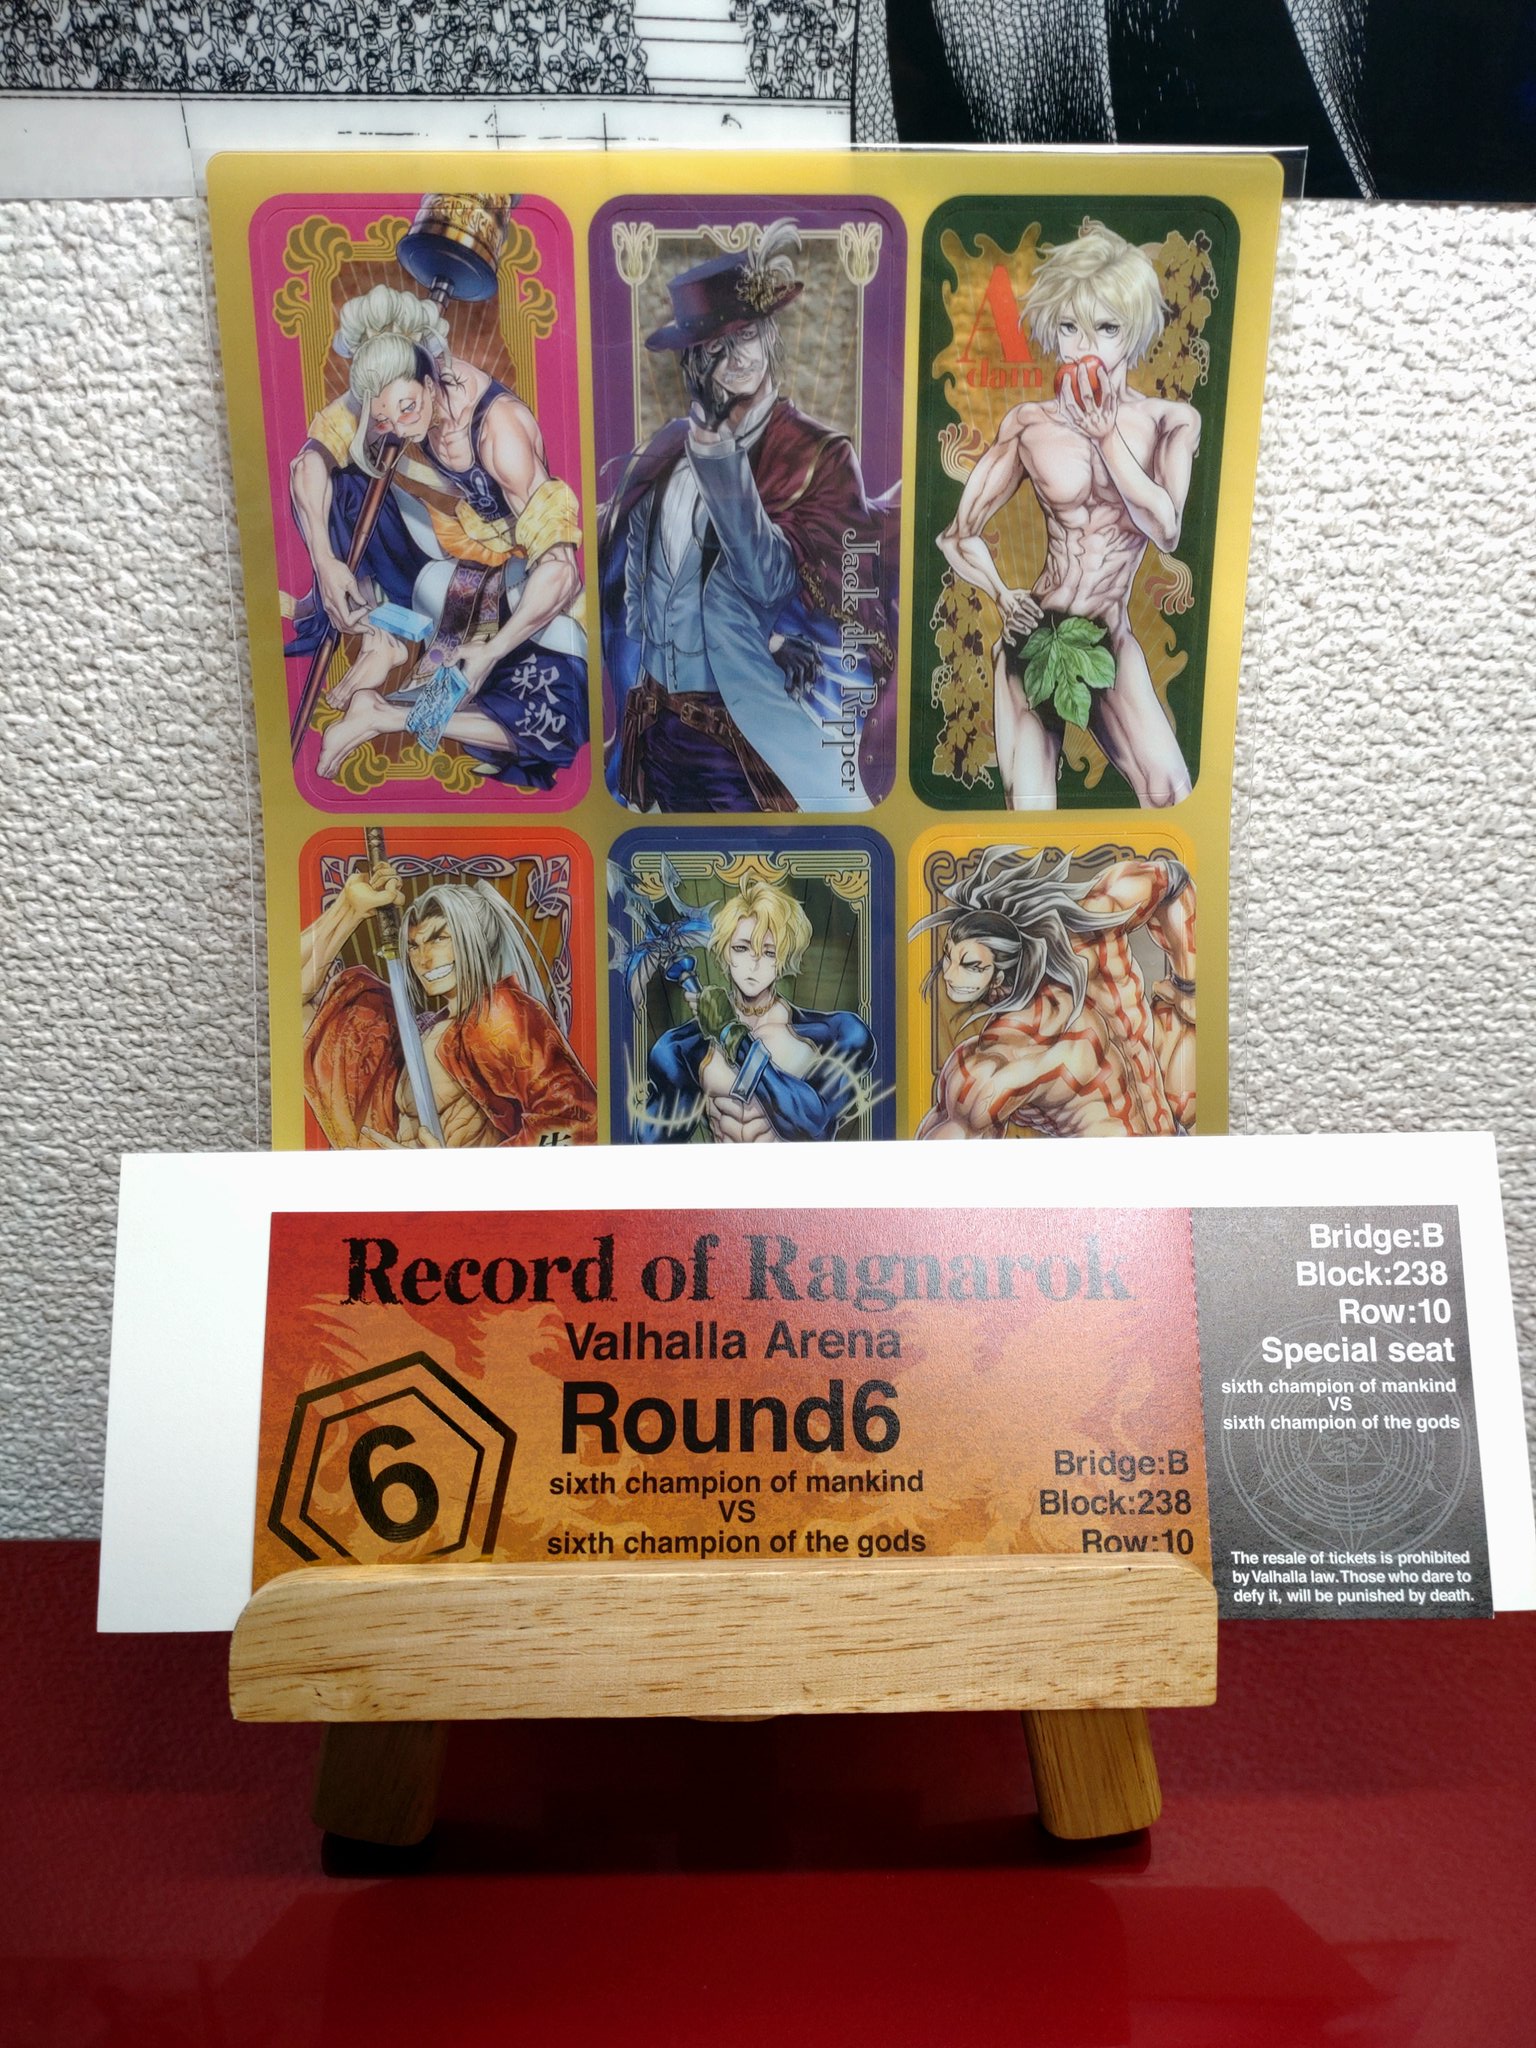 釈迦
Jack the Ripper
Adam
佐
Record of Ragnarok
Valhalla Arena
6
Round6
sixth champion of mankind
VS
sixth champion of the gods
Bridge:B
Block:238
Row:10
Bridge:B
Block:238
Row:10
Special seat
sixth champion of mankind
VS
sixth champion of the gods
The resale of tickets is prohibited
by Valhalla law.Those who dare to
defy it, will be punished by death.